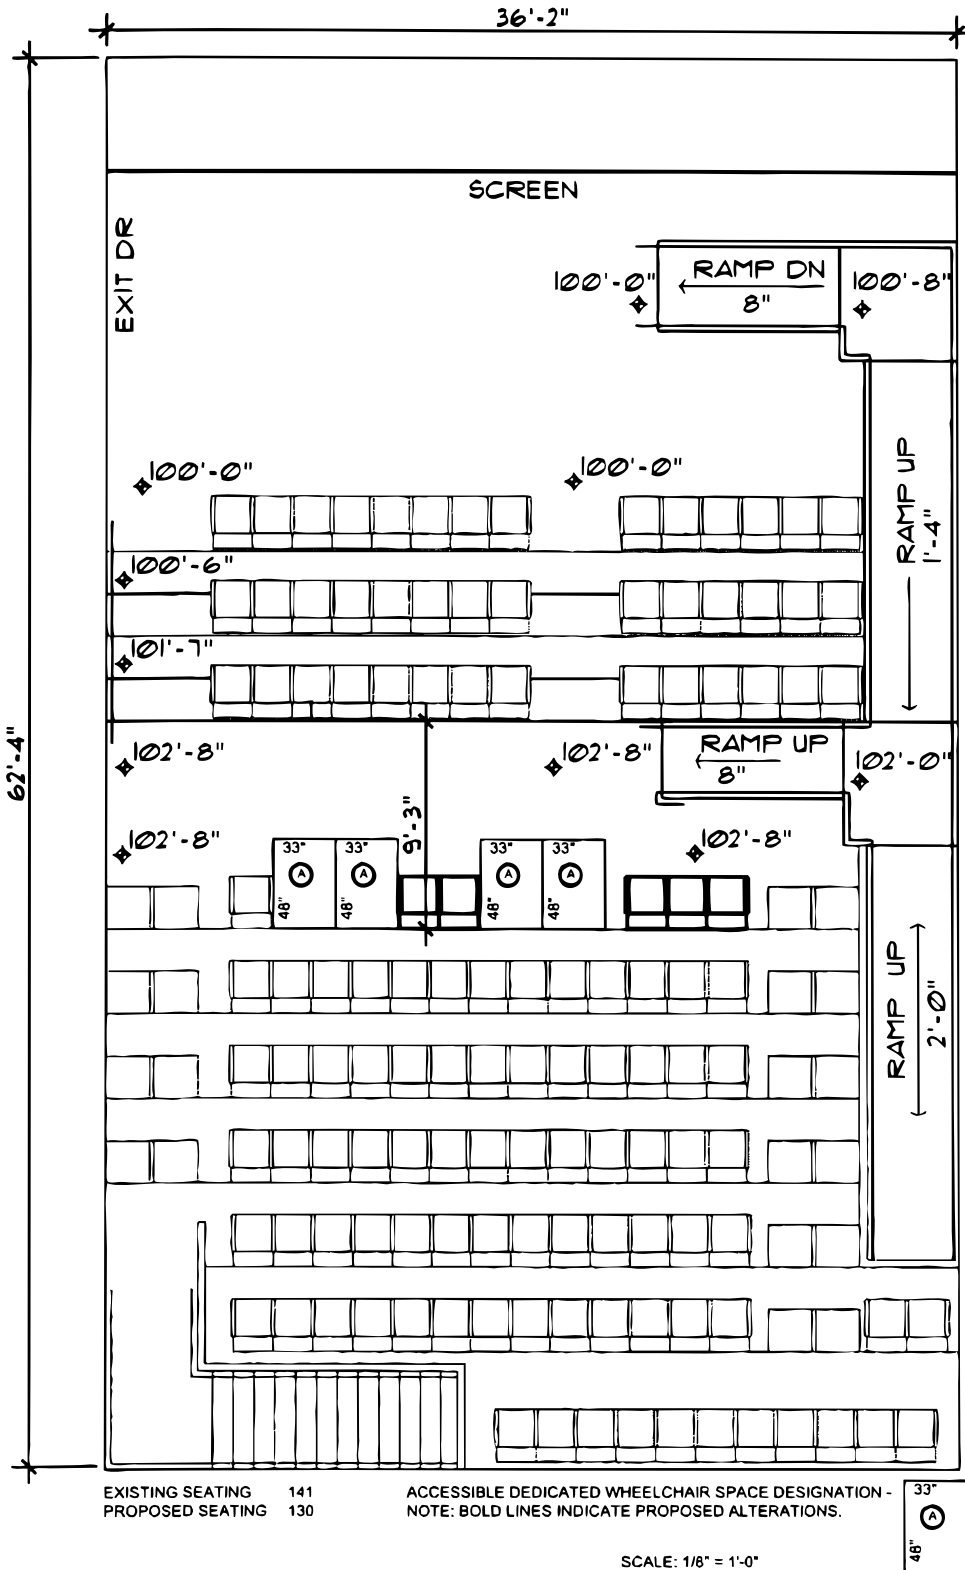 36'-2"
SCREEN
EXIT DR
100'-0"
RAMP DN
8"
100'-8"
100'-0"
100'-0"
RAMP UP
1'-4"
100'-6"
101'-7"
62'-4"
102'-8"
102'-8"
RAMP UP
8"
102'-0"
9'-3"
102'-8"
102'-8"
33"
A
48"
33"
A
48"
33"
A
48"
33"
A
48"
RAMP UP
2'-0"
EXISTING SEATING 141
PROPOSED SEATING 130
ACCESSIBLE DEDICATED WHEELCHAIR SPACE DESIGNATION -
NOTE: BOLD LINES INDICATE PROPOSED ALTERATIONS.
33"
A
48"
SCALE: 1/8" = 1'-0"